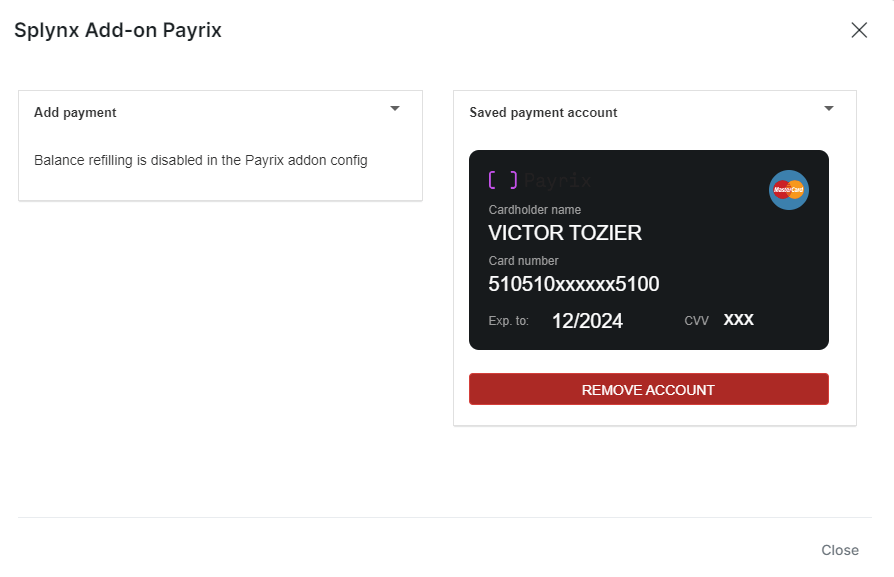 Splynx Add-on Payrix
Add payment
Balance refilling is disabled in the Payrix addon config
Saved payment account
[ ] Payrix
MasterCard
Cardholder name
VICTOR TOZIER
Card number
510510xxxxxx5100
Exp. to: 12/2024 CVV XXX
REMOVE ACCOUNT
Close